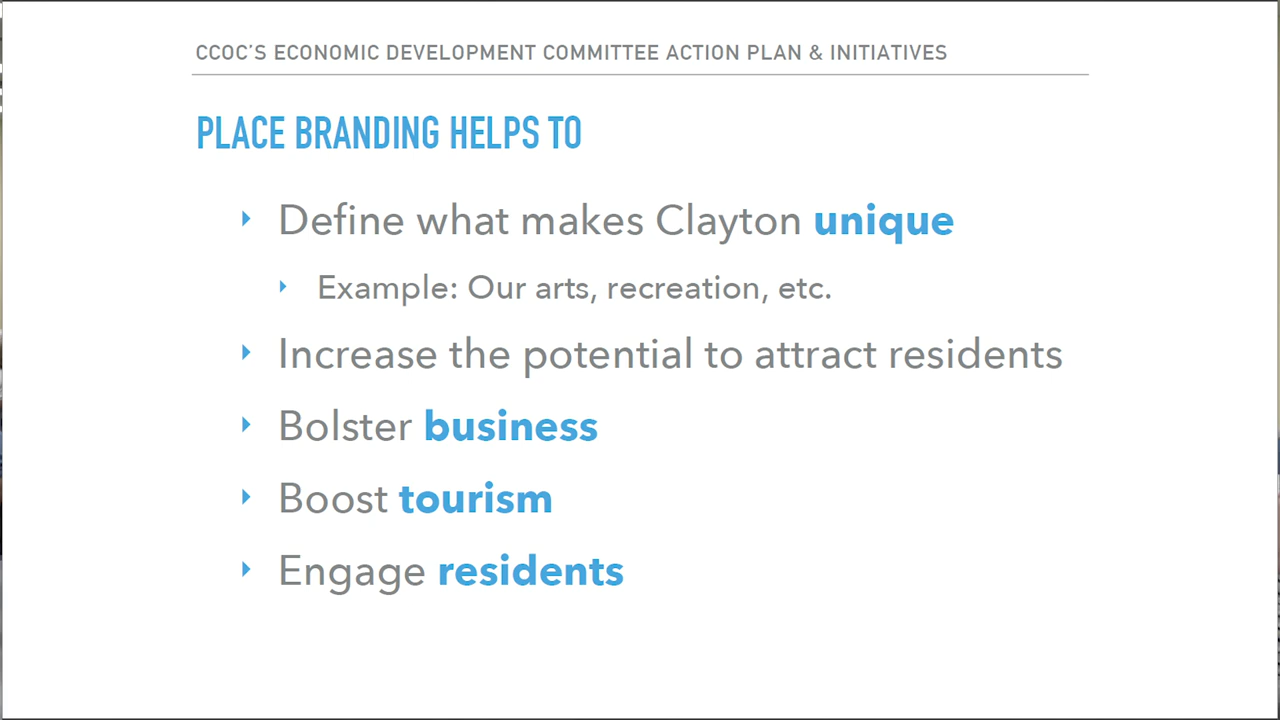 CCOC'S ECONOMIC DEVELOPMENT COMMITTEE ACTION PLAN & INITIATIVES
PLACE BRANDING HELPS TO
Define what makes Clayton unique
Example: Our arts, recreation, etc.
Increase the potential to attract residents
Bolster business
Boost tourism
Engage residents